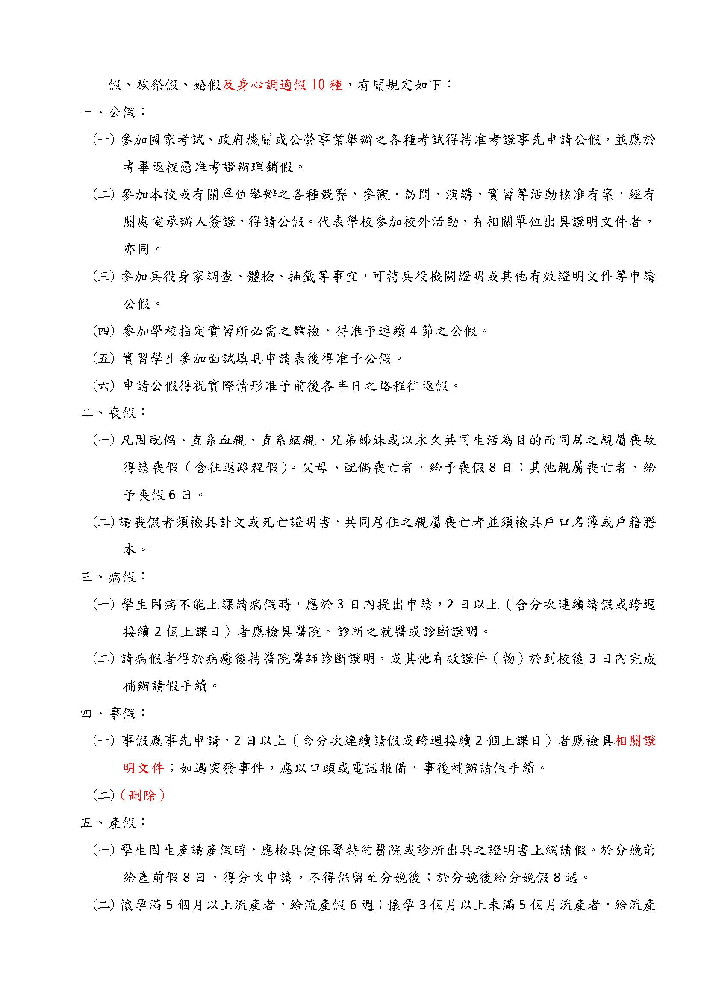 假、族祭假、婚假及身心調適假 10 種，有關規定如下：
一、公假：
(一) 參加國家考試、政府機關或公營事業舉辦之各種考試得持准考證事先申請公假，並應於
考畢返校憑准考證辦理銷假。
(二) 參加本校或有關單位舉辦之各種競賽，參觀、訪問、演講、實習等活動核准有案，經有
關處室承辦人簽證，得請公假。代表學校參加校外活動，有相關單位出具證明文件者，
亦同。
(三) 參加兵役身家調查、體檢、抽籤等事宜，可持兵役機關證明或其他有效證明文件等申請
公假。
(四) 參加學校指定實習所必需之體檢，得准予連續 4 節之公假。
(五) 實習學生參加面試填具申請表後得准予公假。
(六) 申請公假得視實際情形准予前後各半日之路程往返假。
二、喪假：
(一) 凡因配偶、直系血親、直系姻親、兄弟姊妹或以永久共同生活為目的而同居之親屬喪故
得請喪假（含往返路程假）。父母、配偶喪亡者，給予喪假 8 日；其他親屬喪亡者，給
予喪假 6 日。
(二) 請喪假者須檢具訃文或死亡證明書，共同居住之親屬喪亡者並須檢具戶口名簿或戶籍謄
本。
三、病假：
(一) 學生因病不能上課請病假時，應於 3 日內提出申請，2 日以上（含分次連續請假或跨週
接續 2 個上課日）者應檢具醫院、診所之就醫或診斷證明。
(二) 請病假者得於病癒後持醫院醫師診斷證明，或其他有效證件（物）於到校後 3 日內完成
補辦請假手續。
四、事假：
(一) 事假應事先申請，2 日以上（含分次連續請假或跨週接續 2 個上課日）者應檢具相關證
明文件；如遇突發事件，應以口頭或電話報備，事後補辦請假手續。
(二)（刪除）
五、產假：
(一) 學生因生產請產假時，應檢具健保署特約醫院或診所出具之證明書上網請假。於分娩前
給產前假 8 日，得分次申請，不得保留至分娩後；於分娩後給分娩假 8 週。
(二) 懷孕滿 5 個月以上流產者，給流產假 6 週；懷孕 3 個月以上未滿 5 個月流產者，給流產